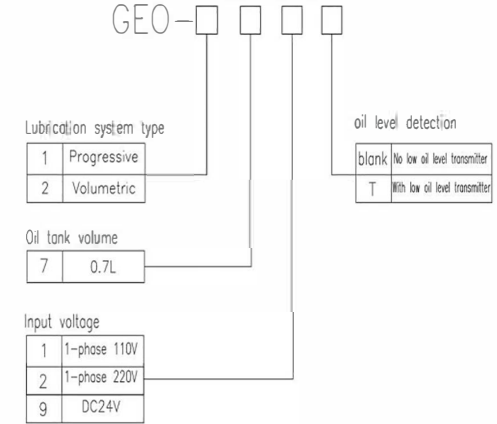 GEO-□□□□
Lubrication system type
1 Progressive
2 Volumetric
oil level detection
blank No low oil level transmitter
T With low oil level transmitter
Oil tank volume
7 0.7L
Input voltage
1 1-phase 110V
2 1-phase 220V
9 DC24V